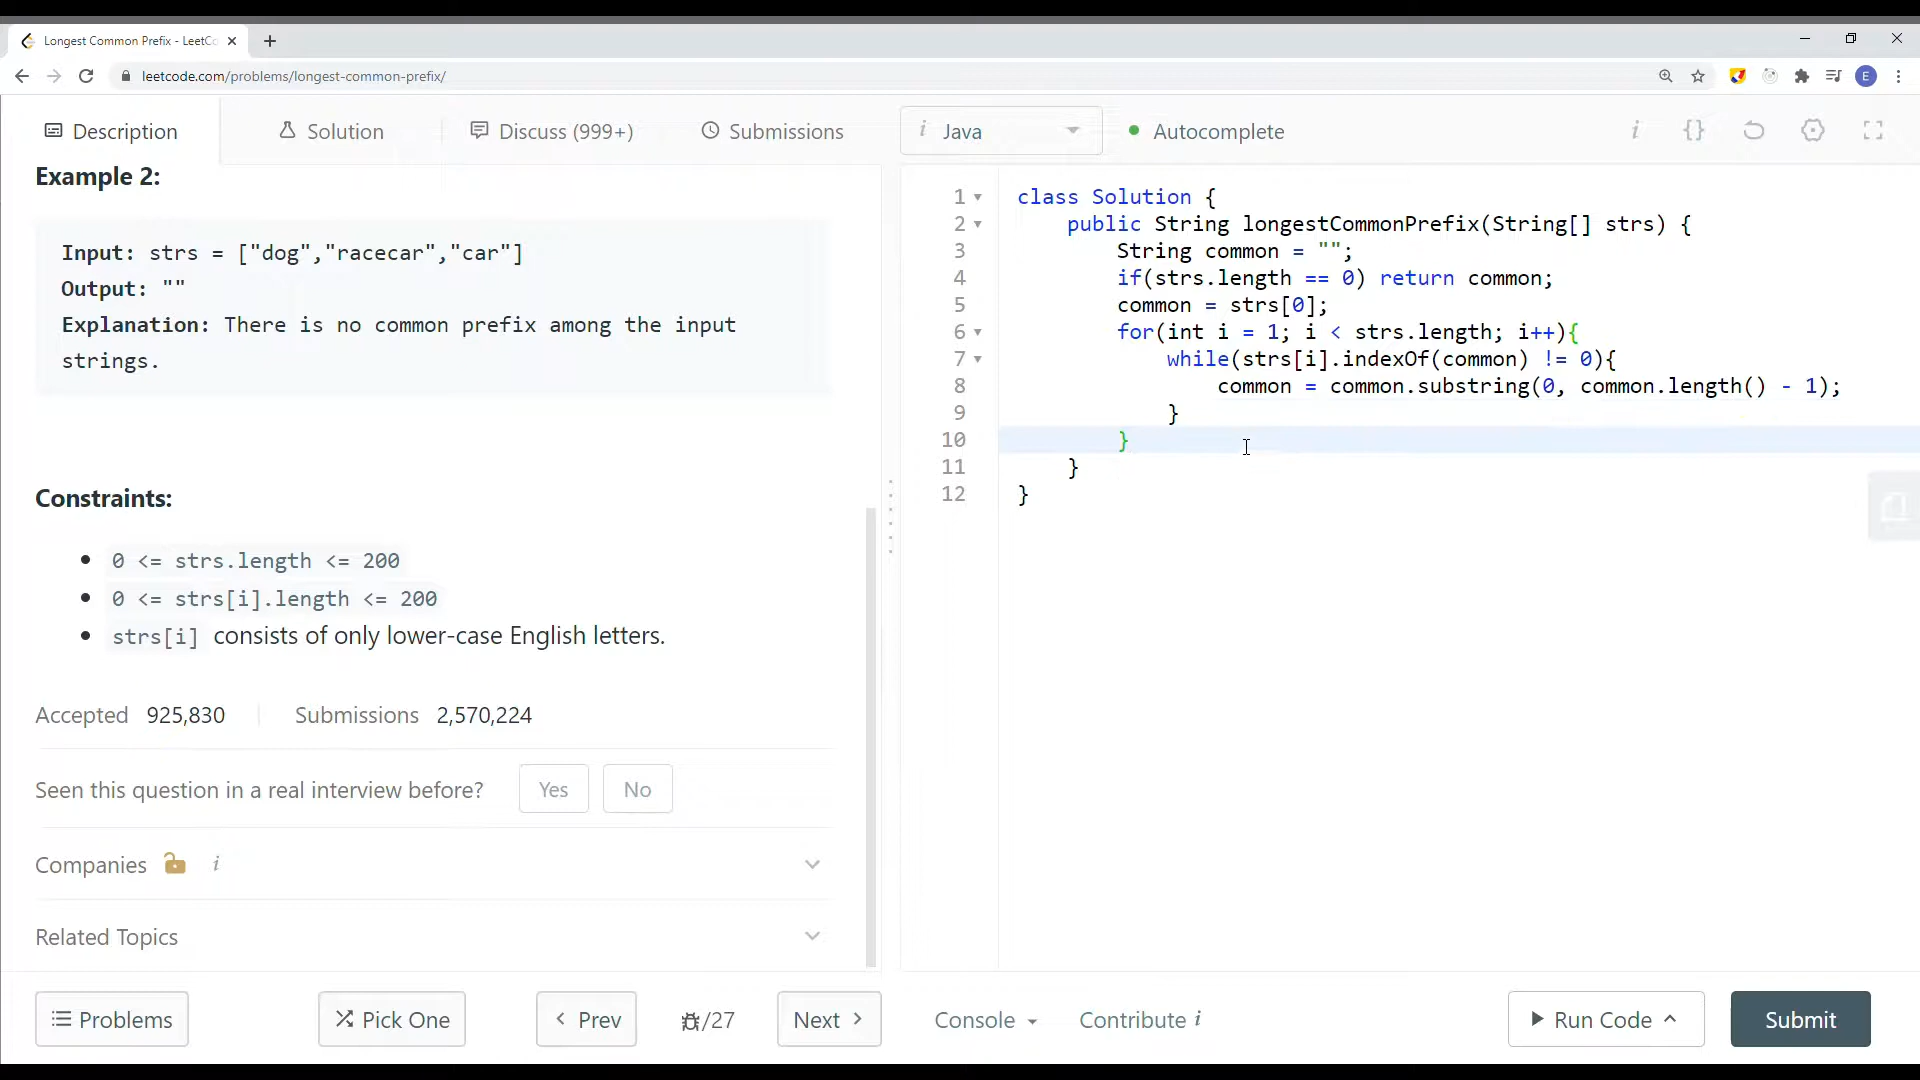 Longest Common Prefix - LeetCo
leetcode.com/problems/longest-common-prefix/
E
Description
Solution
Discuss (999+)
Submissions
i Java
Autocomplete
i {}
Example 2:
Input: strs = ["dog","racecar","car"]
Output: ""
Explanation: There is no common prefix among the input
strings.
Constraints:
0 <= strs.length <= 200
0 <= strs[i].length <= 200
strs[i] consists of only lower-case English letters.
Accepted 925,830
Submissions 2,570,224
Seen this question in a real interview before?
Yes
No
Companies i
Related Topics
1 class Solution {
2 public String longestCommonPrefix(String[] strs) {
3 String common = "";
4 if(strs.length == 0) return common;
5 common = strs[0];
6 for(int i = 1; i < strs.length; i++){
7 while(strs[i].indexOf(common) != 0){
8 common = common.substring(0, common.length() - 1);
9 }
10 }
11 }
12 }
Problems
Pick One
Prev
/27
Next
Console
Contribute i
Run Code
Submit